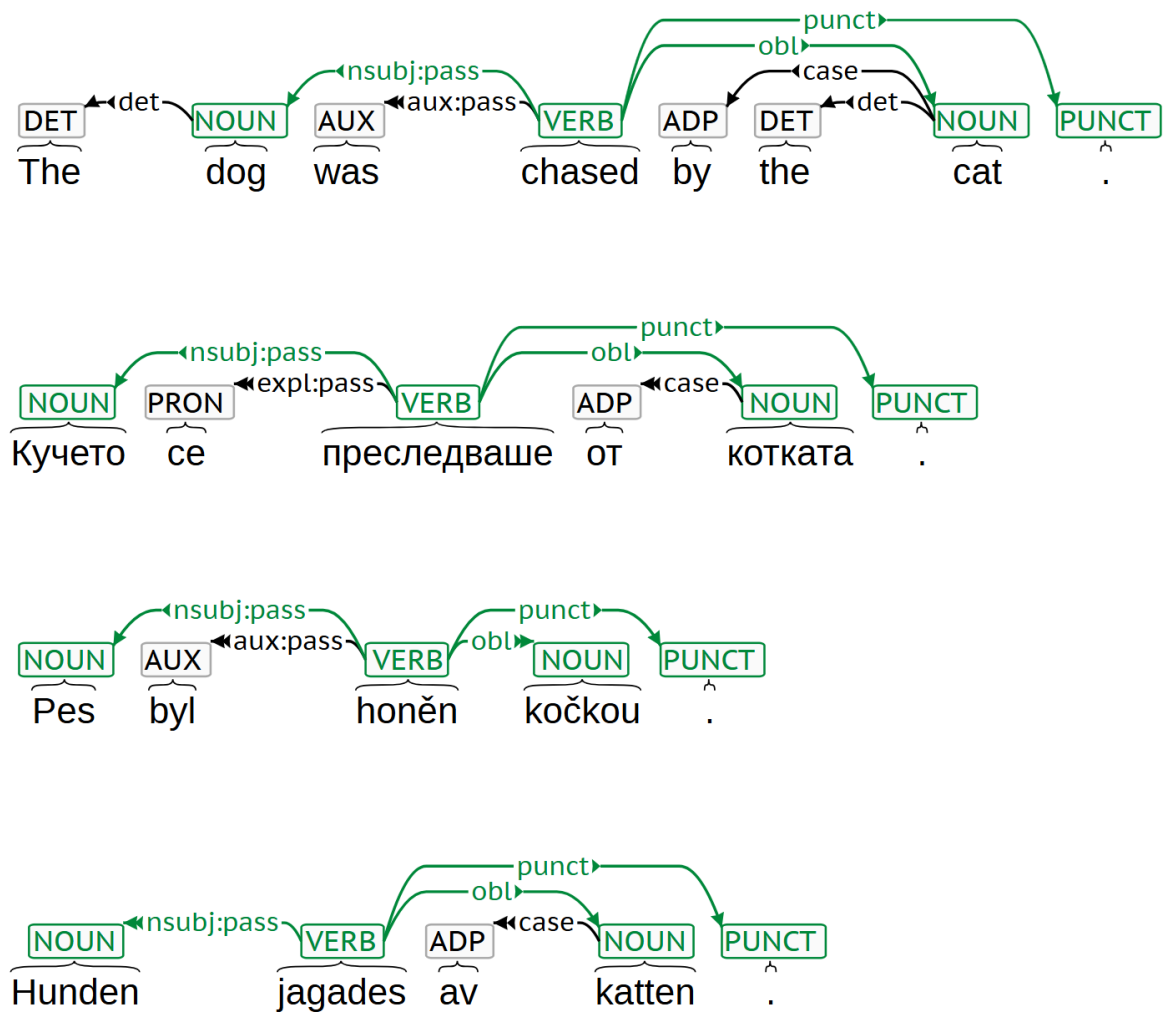 punct
obl
nsubj:pass case
det aux:pass det
DET NOUN AUX VERB ADP DET NOUN PUNCT
The dog was chased by the cat .
punct
nsubj:pass obl
expl:pass case
NOUN PRON VERB ADP NOUN PUNCT
Кучето се преследваше от котката .
nsubj:pass punct
aux:pass obl
NOUN AUX VERB NOUN PUNCT
Pes byl honěn kočkou .
punct
obl
nsubj:pass case
NOUN VERB ADP NOUN PUNCT
Hunden jagades av katten .